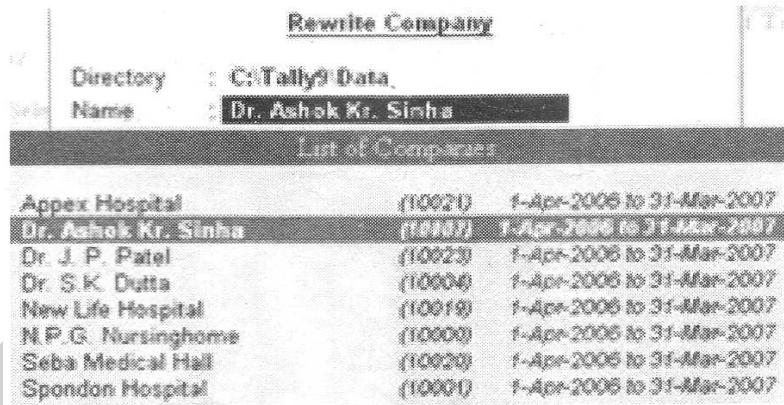 Rewrite Company
Directory : C:\Tally9\Data
Name : Dr. Ashok Kr. Sinha
List of Companies
Appex Hospital (10021) 1-Apr-2006 to 31-Mar-2007
Dr. Ashok Kr. Sinha 1-Apr-2006 to 31-Mar-2007
Dr. J. P. Patel (10023) 1-Apr-2006 to 31-Mar-2007
Dr. S.K. Dutta (10004) 1-Apr-2006 to 31-Mar-2007
New Life Hospital (10019) 1-Apr-2006 to 31-Mar-2007
N.P.G. Nursinghome (10000) 1-Apr-2006 to 31-Mar-2007
Seba Medical Hall (10020) 1-Apr-2006 to 31-Mar-2007
Spondon Hospital (10001) 1-Apr-2006 to 31-Mar-2007